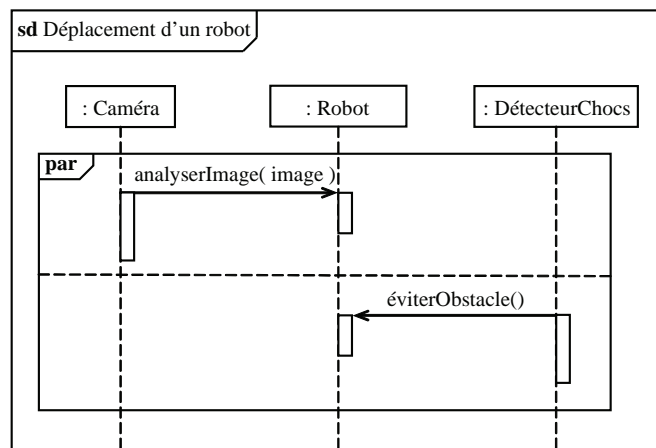 sd Déplacement d'un robot
: Caméra
: Robot
: DétecteurChocs
par
analyserImage( image )
éviterObstacle()